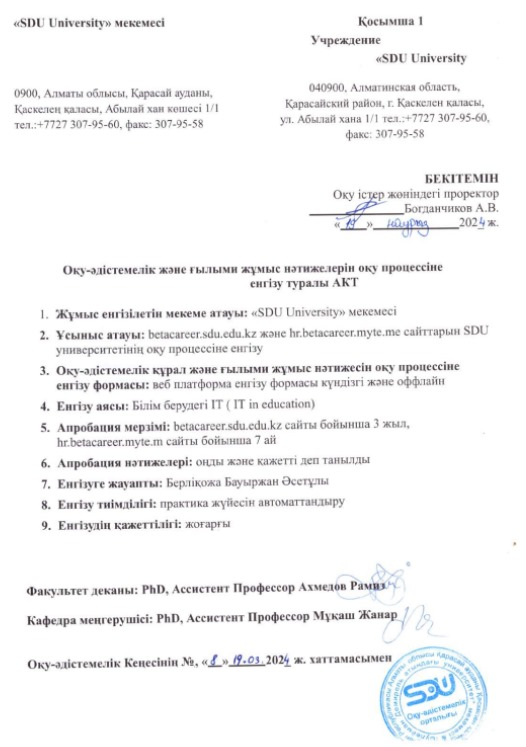 «SDU University» мекемесі
Қосымша 1
Учреждение
«SDU University
0900, Алматы облысы, Қарасай ауданы,
Қаскелең қаласы, Абылай хан көшесі 1/1
тел.:+7727 307-95-60, факс: 307-95-58
040900, Алматинская область,
Карасайский район, г. Қаскелен қаласы,
ул. Абылай хана 1/1 тел.:+7727 307-95-60,
факс: 307-95-58
БЕКІТЕМІН
Оқу істер жөніндегі проректор
Богданчиков А.В.
«19» наурыз 2024 ж.
Оқу-әдістемелік және ғылыми жұмыс нәтижелерін оқу процессіне
енгізу туралы АКТ
1. Жұмыс енгізілетін мекеме атауы: «SDU University» мекемесі
2. Ұсыныс атауы: betacareer.sdu.edu.kz және hr.betacareer.myte.me сайттарын SDU
университетінің оқу процессіне енгізу
3. Оқу-әдістемелік құрал және ғылыми жұмыс нәтижесін оқу процессіне
енгізу формасы: веб платформа енгізу формасы күндізгі және оффлайн
4. Енгізу аясы: Білім берудегі IT ( IT in education)
5. Апробация мерзімі: betacareer.sdu.edu.kz сайты бойынша 3 жыл,
hr.betacareer.myte.m сайты бойынша 7 ай
6. Апробация нәтижелері: оңды және қажетті деп танылды
7. Енгізуге жауапты: Берліқожа Бауыржан Әсетұлы
8. Енгізу тиімділігі: практика жүйесін автоматтандыру
9. Енгізудің қажеттілігі: жоғарғы
Факультет деканы: PhD, Ассистент Профессор Ахмедов Рамиз
Кафедра меңгерушісі: PhD, Ассистент Профессор Мұқаш Жанар
Оқу-әдістемелік Кеңесінің №, «8» 19.03.2024 ж. хаттамасымен
SDU
Оқу-әдістемелік
орталығы